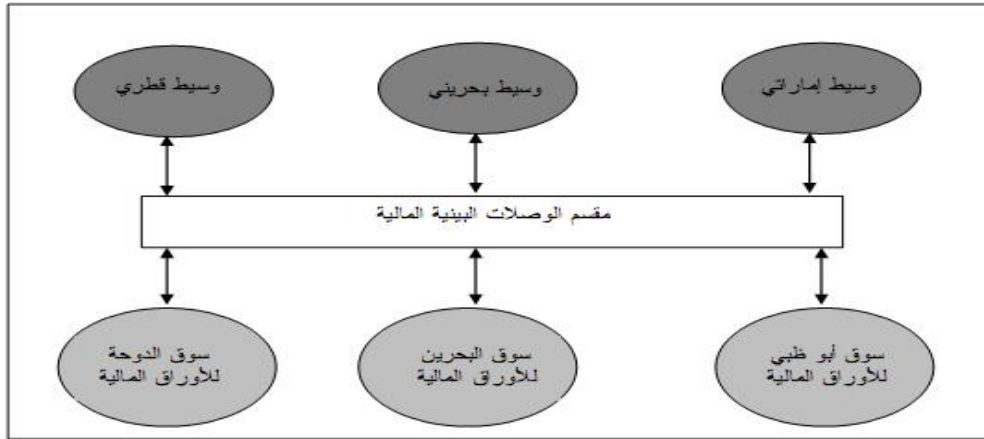 وسيط إماراتي
وسيط بحريني
وسيط قطري
مقسم الوصلات البينية المالية
سوق أبو ظبي
للأوراق المالية
سوق البحرين
للأوراق المالية
سوق الدوحة
للأوراق المالية